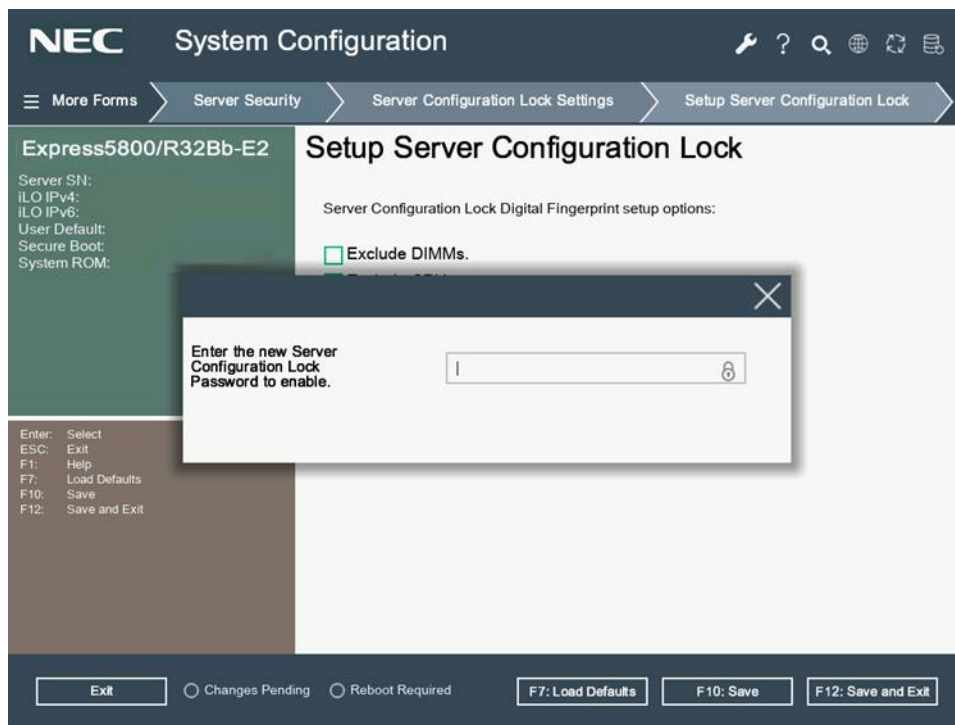 NEC System Configuration
More Forms
Server Security
Server Configuration Lock Settings
Setup Server Configuration Lock
Express5800/R32Bb-E2
Server SN:
iLO IPv4:
iLO IPv6:
User Default:
Secure Boot:
System ROM:
Setup Server Configuration Lock
Server Configuration Lock Digital Fingerprint setup options:
Exclude DIMMs.
Enter the new Server
Configuration Lock
Password to enable.
Enter: Select
ESC: Exit
F1: Help
F7: Load Defaults
F10: Save
F12: Save and Exit
Exit
Changes Pending
Reboot Required
F7: Load Defaults
F10: Save
F12: Save and Exit